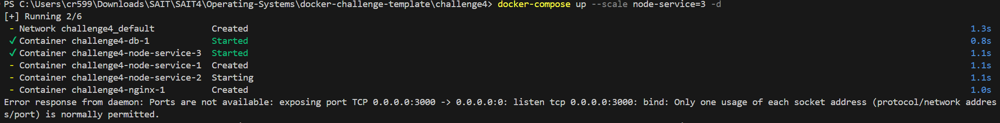 PS C:\Users\cr599\Downloads\SAIT\SAIT4\Operating-Systems\docker-challenge-template\challenge4> docker-compose up --scale node-service=3 -d
[+] Running 2/6
- Network challenge4_default Created 1.3s
✓ Container challenge4-db-1 Started 0.8s
✓ Container challenge4-node-service-3 Started 1.1s
- Container challenge4-node-service-1 Created 1.1s
- Container challenge4-node-service-2 Starting 1.1s
- Container challenge4-nginx-1 Created 1.0s
Error response from daemon: Ports are not available: exposing port TCP 0.0.0.0:3000 -> 0.0.0.0:0: listen tcp 0.0.0.0:3000: bind: Only one usage of each socket address (protocol/network addres
s/port) is normally permitted.